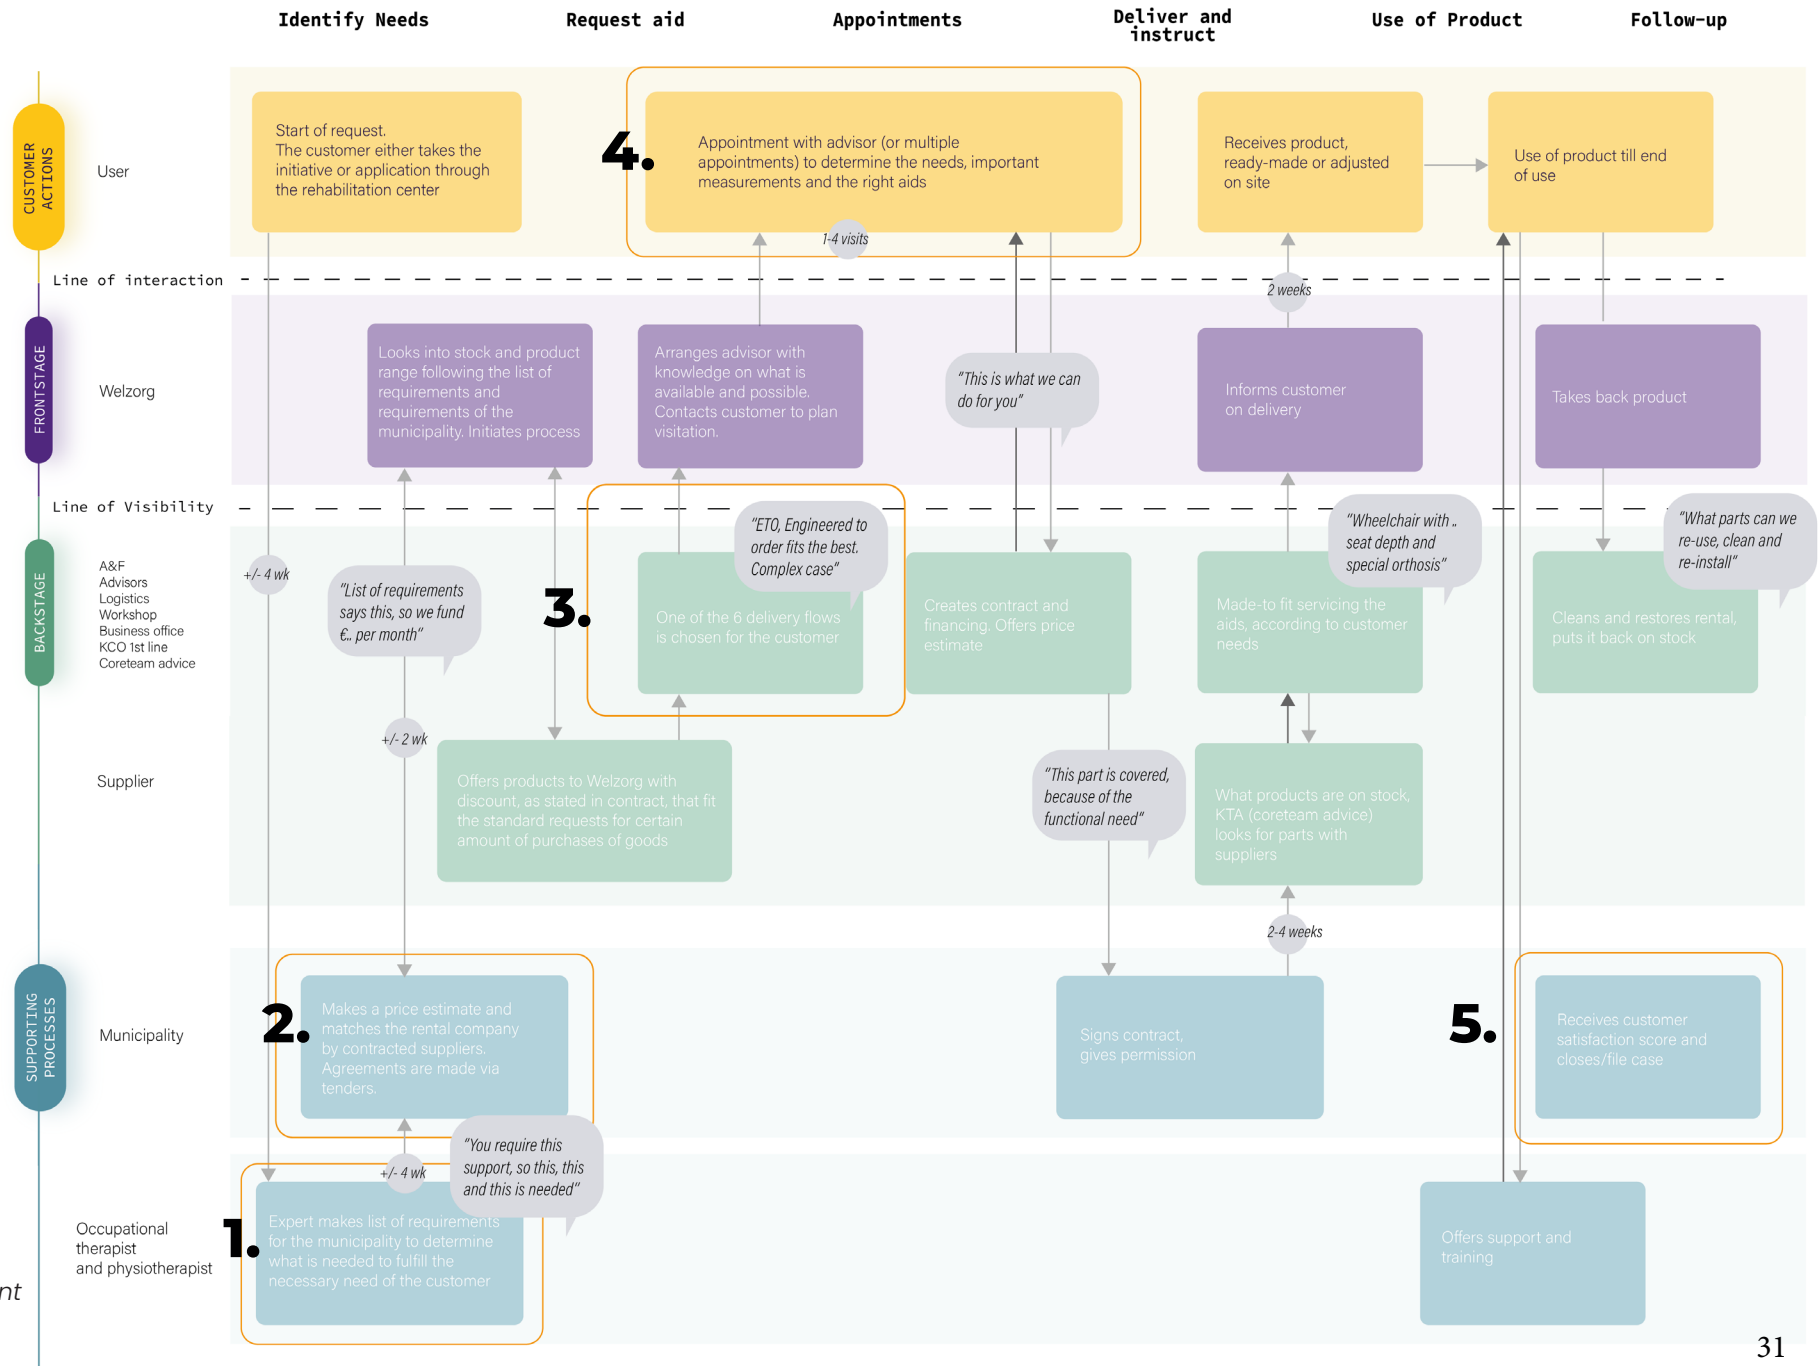 Identify Needs
Request aid
Appointments
Deliver and
instruct
Use of Product
Follow-up
CUSTOMER
ACTIONS
User
Start of request.
The customer either takes the
initiative or application through
the rehabilitation center
4.
Appointment with advisor (or multiple
appointments) to determine the needs, important
measurements and the right aids
1-4 visits
Receives product,
ready-made or adjusted
on site
Use of product till end
of use
Line of interaction
2 weeks
FRONTSTAGE
Welzorg
Looks into stock and product
range following the list of
requirements and
requirements of the
municipality. Initiates process
Arranges advisor with
knowledge on what is
available and possible.
Contacts customer to plan
visitation.
"This is what we can
do for you"
Informs customer
on delivery
Takes back product
Line of Visibility
BACKSTAGE
A&F
Advisors
Logistics
Workshop
Business office
KCO 1st line
Coreteam advice
+/- 4 wk
"List of requirements
says this, so we fund
€.. per month"
3.
"ETO, Engineered to
order fits the best.
Complex case"
One of the 6 delivery flows
is chosen for the customer
Creates contract and
financing. Offers price
estimate
"Wheelchair with ..
seat depth and
special orthosis"
Made-to fit servicing the
aids, according to customer
needs
"What parts can we
re-use, clean and
re-install"
Cleans and restores rental,
puts it back on stock
+/- 2 wk
Supplier
Offers products to Welzorg with
discount, as stated in contract, that fit
the standard requests for certain
amount of purchases of goods
"This part is covered,
because of the
functional need"
What products are on stock,
KTA (coreteam advice)
looks for parts with
suppliers
2-4 weeks
SUPPORTING
PROCESSES
Municipality
2.
Makes a price estimate and
matches the rental company
by contracted suppliers.
Agreements are made via
tenders.
Signs contract,
gives permission
5.
Receives customer
satisfaction score and
closes/file case
+/- 4 wk
"You require this
support, so this, this
and this is needed"
Occupational
therapist
and physiotherapist
1.
Expert makes list of requirements
for the municipality to determine
what is needed to fulfill the
necessary need of the customer
Offers support and
training
nt
31